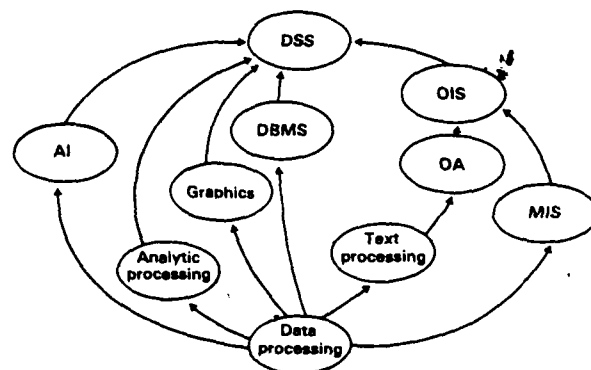 DSS
OIS
DBMS
AI
OA
Graphics
MIS
Text
processing
Analytic
processing
Data
processing